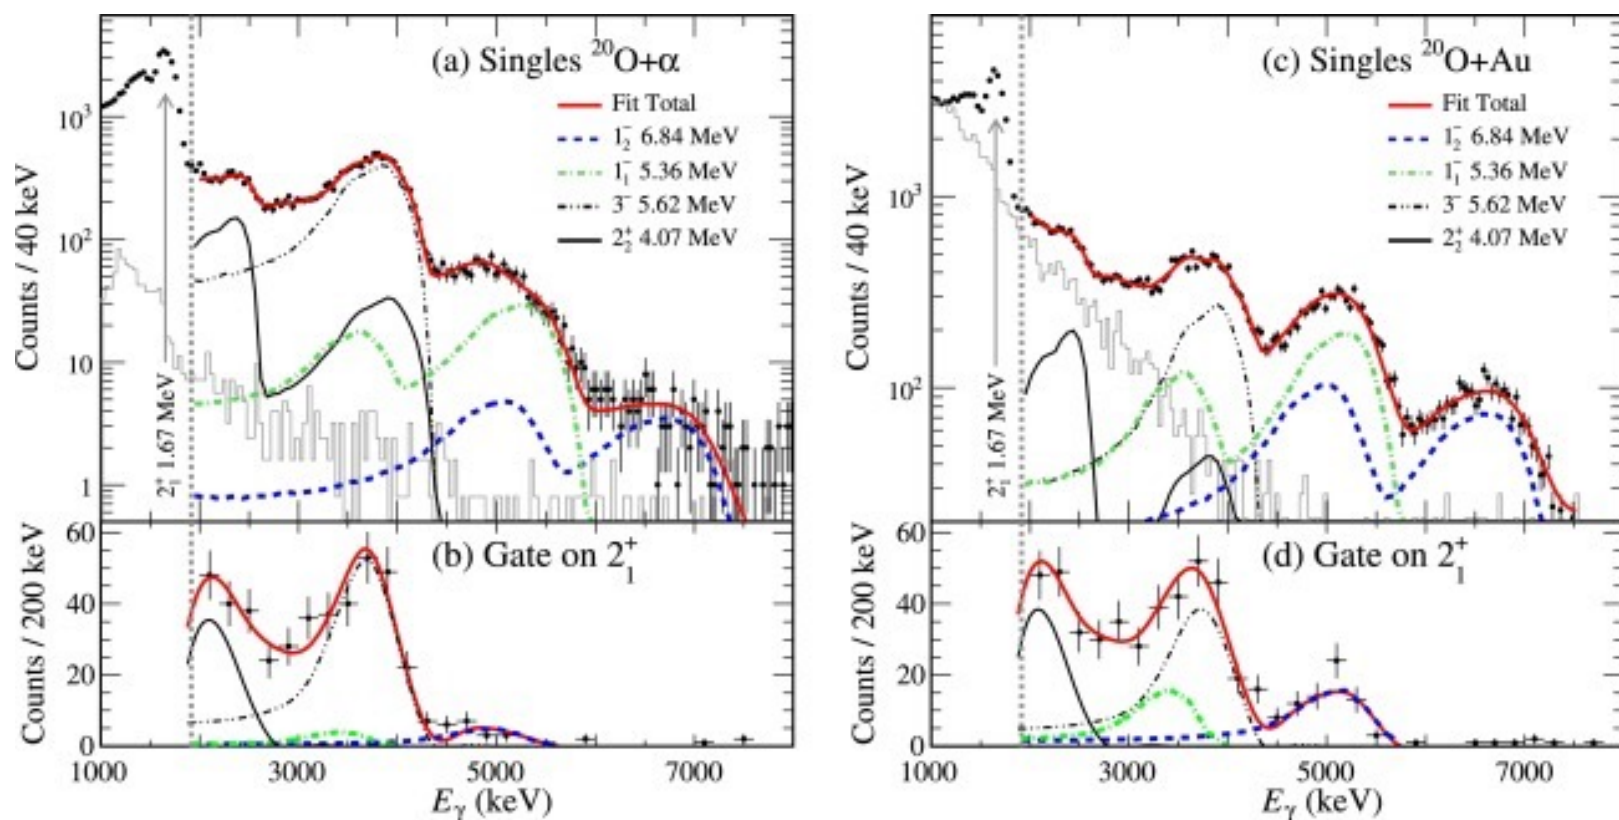 (a) Singles ²⁰O+α
Fit Total
1₂⁻ 6.84 MeV
1₁⁻ 5.36 MeV
3⁻ 5.62 MeV
2₂⁺ 4.07 MeV
2₁⁺ 1.67 MeV
Counts / 40 keV
10³
10²
10
1
(b) Gate on 2₁⁺
Counts / 200 keV
60
40
20
0
1000 3000 5000 7000
E_γ (keV)
(c) Singles ²⁰O+Au
Fit Total
1₂⁻ 6.84 MeV
1₁⁻ 5.36 MeV
3⁻ 5.62 MeV
2₂⁺ 4.07 MeV
2₁⁺ 1.67 MeV
Counts / 40 keV
10³
10²
(d) Gate on 2₁⁺
Counts / 200 keV
60
40
20
0
1000 3000 5000 7000
E_γ (keV)